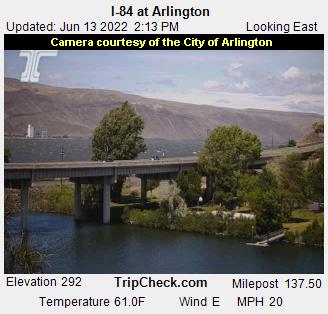 I-84 at Arlington
Updated: Jun 13 2022 2:13 PM Looking East
Camera courtesy of the City of Arlington
Elevation 292 TripCheck.com Milepost 137.50
Temperature 61.0F Wind E MPH 20